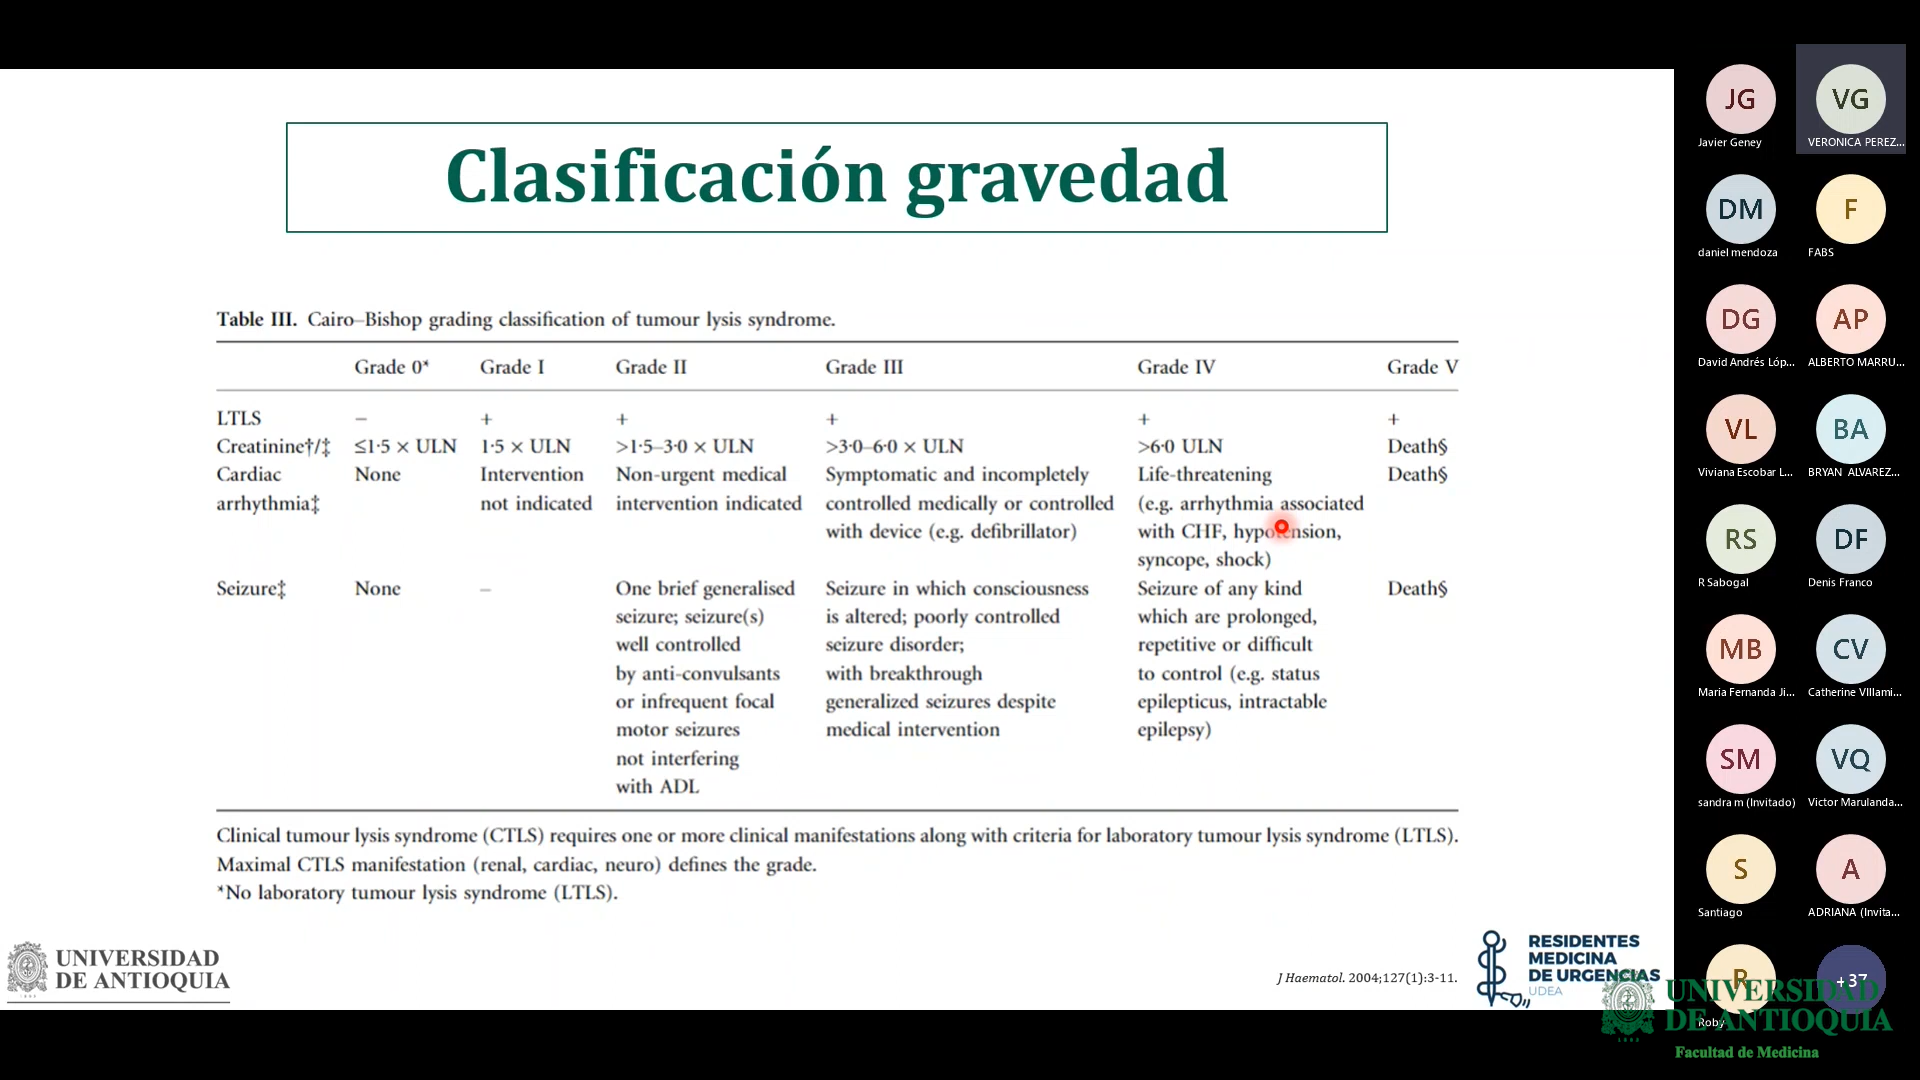 Clasificación gravedad
Table III. Cairo–Bishop grading classification of tumour lysis syndrome.
Grade 0* Grade I Grade II Grade III Grade IV Grade V
LTLS – + + + + +
Creatinine†/‡ ≤1·5 × ULN 1·5 × ULN >1·5–3·0 × ULN >3·0–6·0 × ULN >6·0 ULN Death§
Cardiac None Intervention Non-urgent medical Symptomatic and incompletely Life-threatening Death§
arrhythmia‡ not indicated intervention indicated controlled medically or controlled (e.g. arrhythmia associated
with device (e.g. defibrillator) with CHF, hypotension,
syncope, shock)
Seizure‡ None – One brief generalised Seizure in which consciousness Seizure of any kind Death§
seizure; seizure(s) is altered; poorly controlled which are prolonged,
well controlled seizure disorder; repetitive or difficult
by anti-convulsants with breakthrough to control (e.g. status
or infrequent focal generalized seizures despite epilepticus, intractable
motor seizures medical intervention epilepsy)
not interfering
with ADL
Clinical tumour lysis syndrome (CTLS) requires one or more clinical manifestations along with criteria for laboratory tumour lysis syndrome (LTLS).
Maximal CTLS manifestation (renal, cardiac, neuro) defines the grade.
*No laboratory tumour lysis syndrome (LTLS).
UNIVERSIDAD
DE ANTIOQUIA
J Haematol. 2004;127(1):3-11.
RESIDENTES
MEDICINA
DE URGENCIAS
UDEA
JG VG
Javier Geney VERONICA PEREZ...
DM F
daniel mendoza FABS
DG AP
David Andrés Lóp... ALBERTO MARRU...
VL BA
Viviana Escobar L... BRYAN ALVAREZ...
RS DF
R Sabogal Denis Franco
MB CV
Maria Fernanda Ji... Catherine VIllami...
SM VQ
sandra m (Invitado) Victor Marulanda...
S A
Santiago ADRIANA (Invita...
R +37
Roby
UNIVERSIDAD
DE ANTIOQUIA
Facultad de Medicina